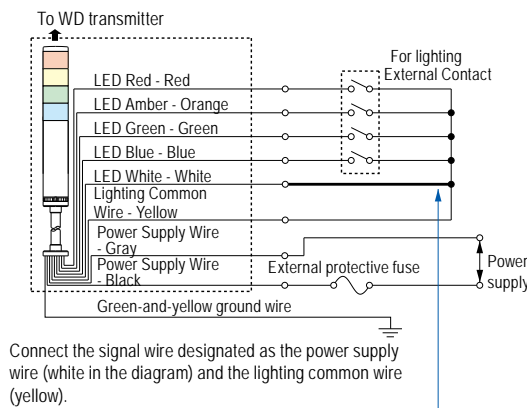 To WD transmitter
For lighting
External Contact
LED Red - Red
LED Amber - Orange
LED Green - Green
LED Blue - Blue
LED White - White
Lighting Common
Wire - Yellow
Power Supply Wire
- Gray
Power Supply Wire
- Black
External protective fuse
Power
supply
Green-and-yellow ground wire
Connect the signal wire designated as the power supply
wire (white in the diagram) and the lighting common wire
(yellow).